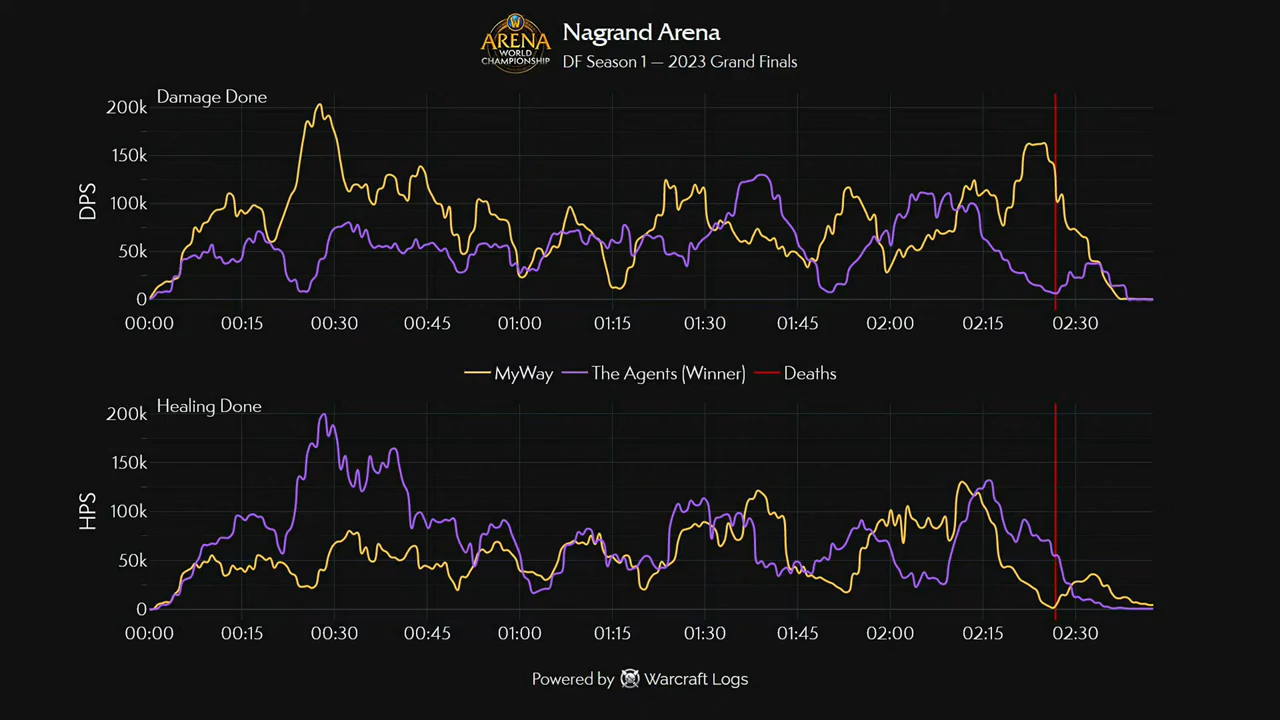 ARENA
WORLD
CHAMPIONSHIP
Nagrand Arena
DF Season 1 — 2023 Grand Finals
Damage Done
200k
150k
100k
50k
0
DPS
00:00 00:15 00:30 00:45 01:00 01:15 01:30 01:45 02:00 02:15 02:30
MyWay The Agents (Winner) Deaths
Healing Done
200k
150k
100k
50k
0
HPS
00:00 00:15 00:30 00:45 01:00 01:15 01:30 01:45 02:00 02:15 02:30
Powered by Warcraft Logs